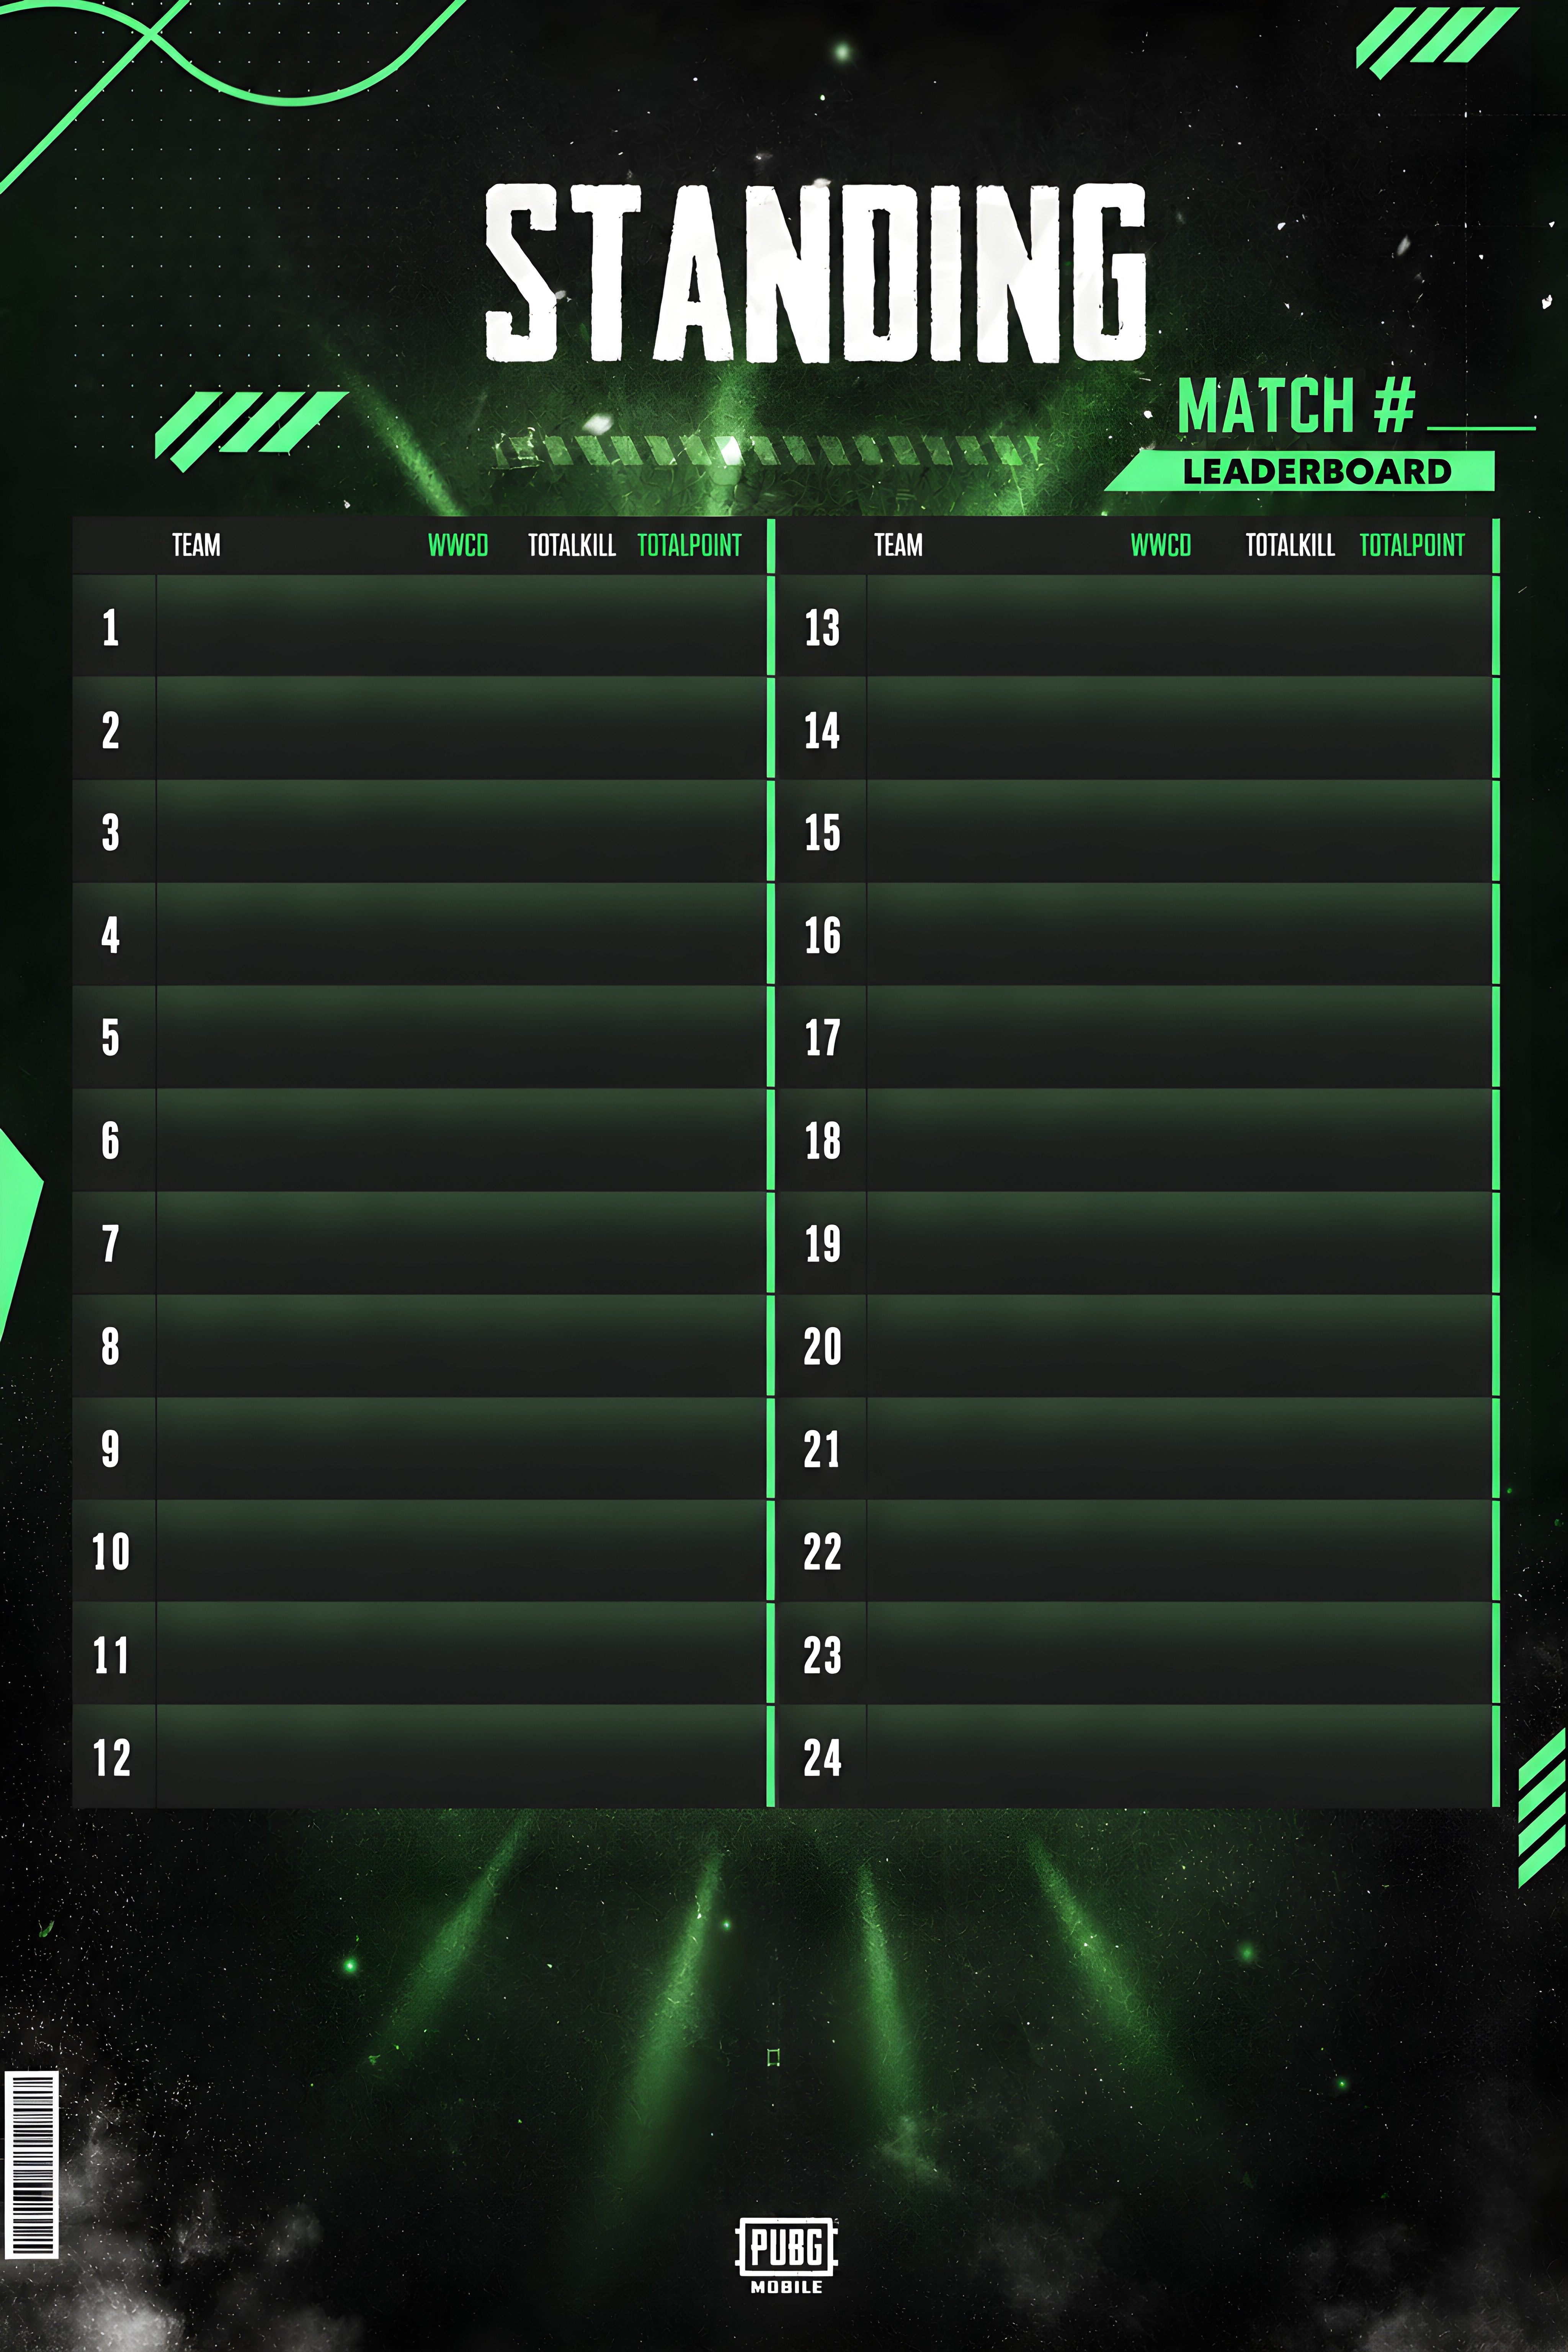 STANDING
MATCH #
LEADERBOARD
TEAM WWCD TOTALKILL TOTALPOINT TEAM WWCD TOTALKILL TOTALPOINT
1 13
2 14
3 15
4 16
5 17
6 18
7 19
8 20
9 21
10 22
11 23
12 24
PUBG
MOBILE